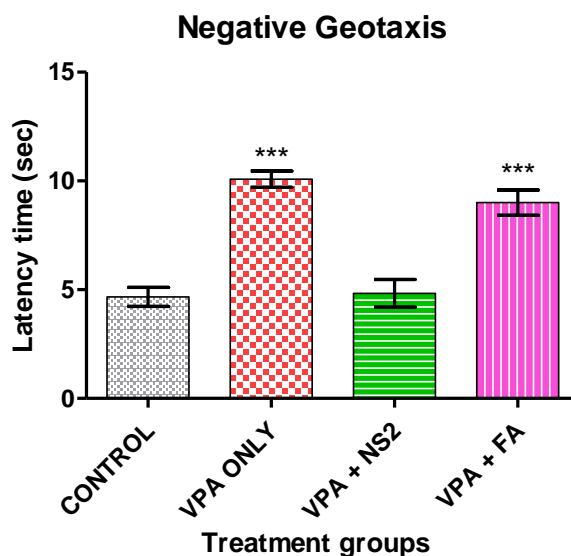 Negative Geotaxis
Latency time (sec)
15
10
5
0
***
***
CONTROL
VPA ONLY
VPA + NS2
VPA + FA
Treatment groups